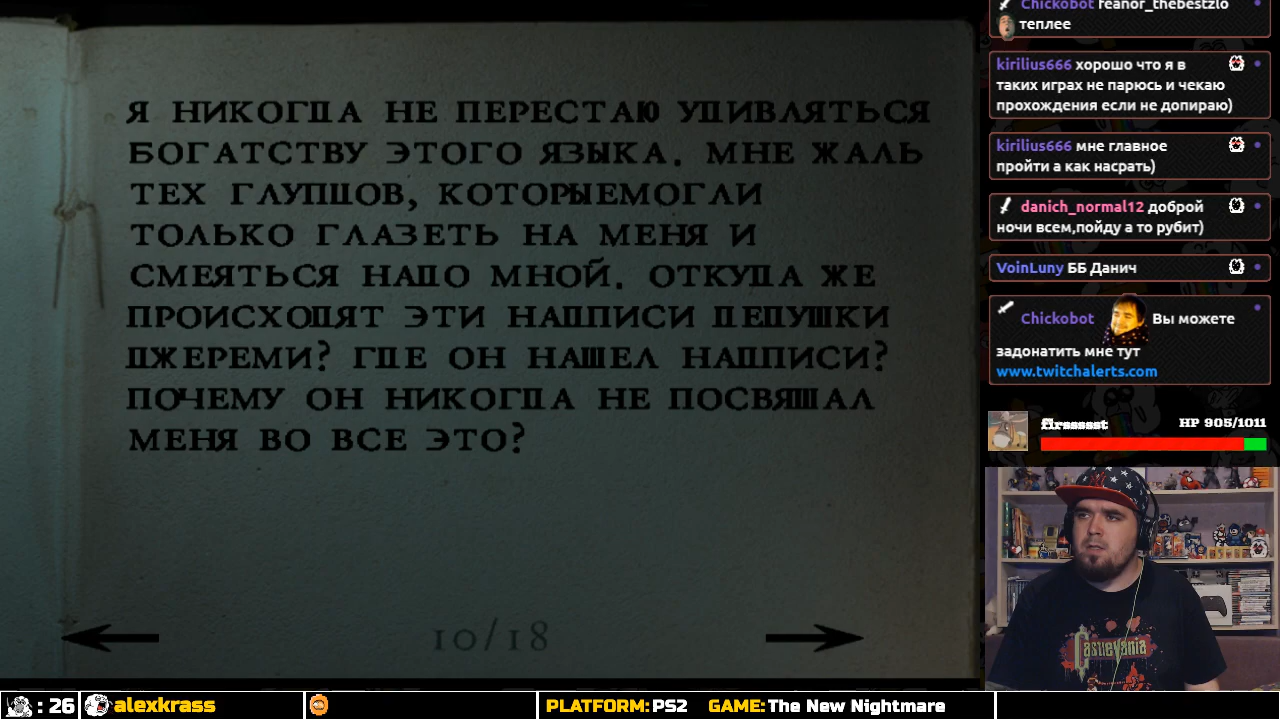 Я НИКОГДА НЕ ПЕРЕСТАЮ УДИВЛЯТЬСЯ
БОГАТСТВУ ЭТОГО ЯЗЫКА. МНЕ ЖАЛЬ
ТЕХ ГЛУПЦОВ, КОТОРЫЕМОГЛИ
ТОЛЬКО ГЛАЗЕТЬ НА МЕНЯ И
СМЕЯТЬСЯ НАДО МНОЙ. ОТКУДА ЖЕ
ПРОИСХОДЯТ ЭТИ НАДПИСИ ДЕДУШКИ
ДЖЕРЕМИ? ГДЕ ОН НАШЕЛ НАДПИСИ?
ПОЧЕМУ ОН НИКОГДА НЕ ПОСВЯЩАЛ
МЕНЯ ВО ВСЕ ЭТО?
10/18
Chickobot feanor_thebestzlo
теплее
kirilius666 хорошо что я в
таких играх не парюсь и чекаю
прохождения если не допираю)
kirilius666 мне главное
пройти а как насрать)
danich_normal12 доброй
ночи всем,пойду а то рубит)
VoinLuny ББ Данич
Chickobot Вы можете
задонатить мне тут
www.twitchalerts.com
firssssst HP 905/1011
Castlevania
: 26 alexkrass PLATFORM: PS2 GAME: The New Nightmare